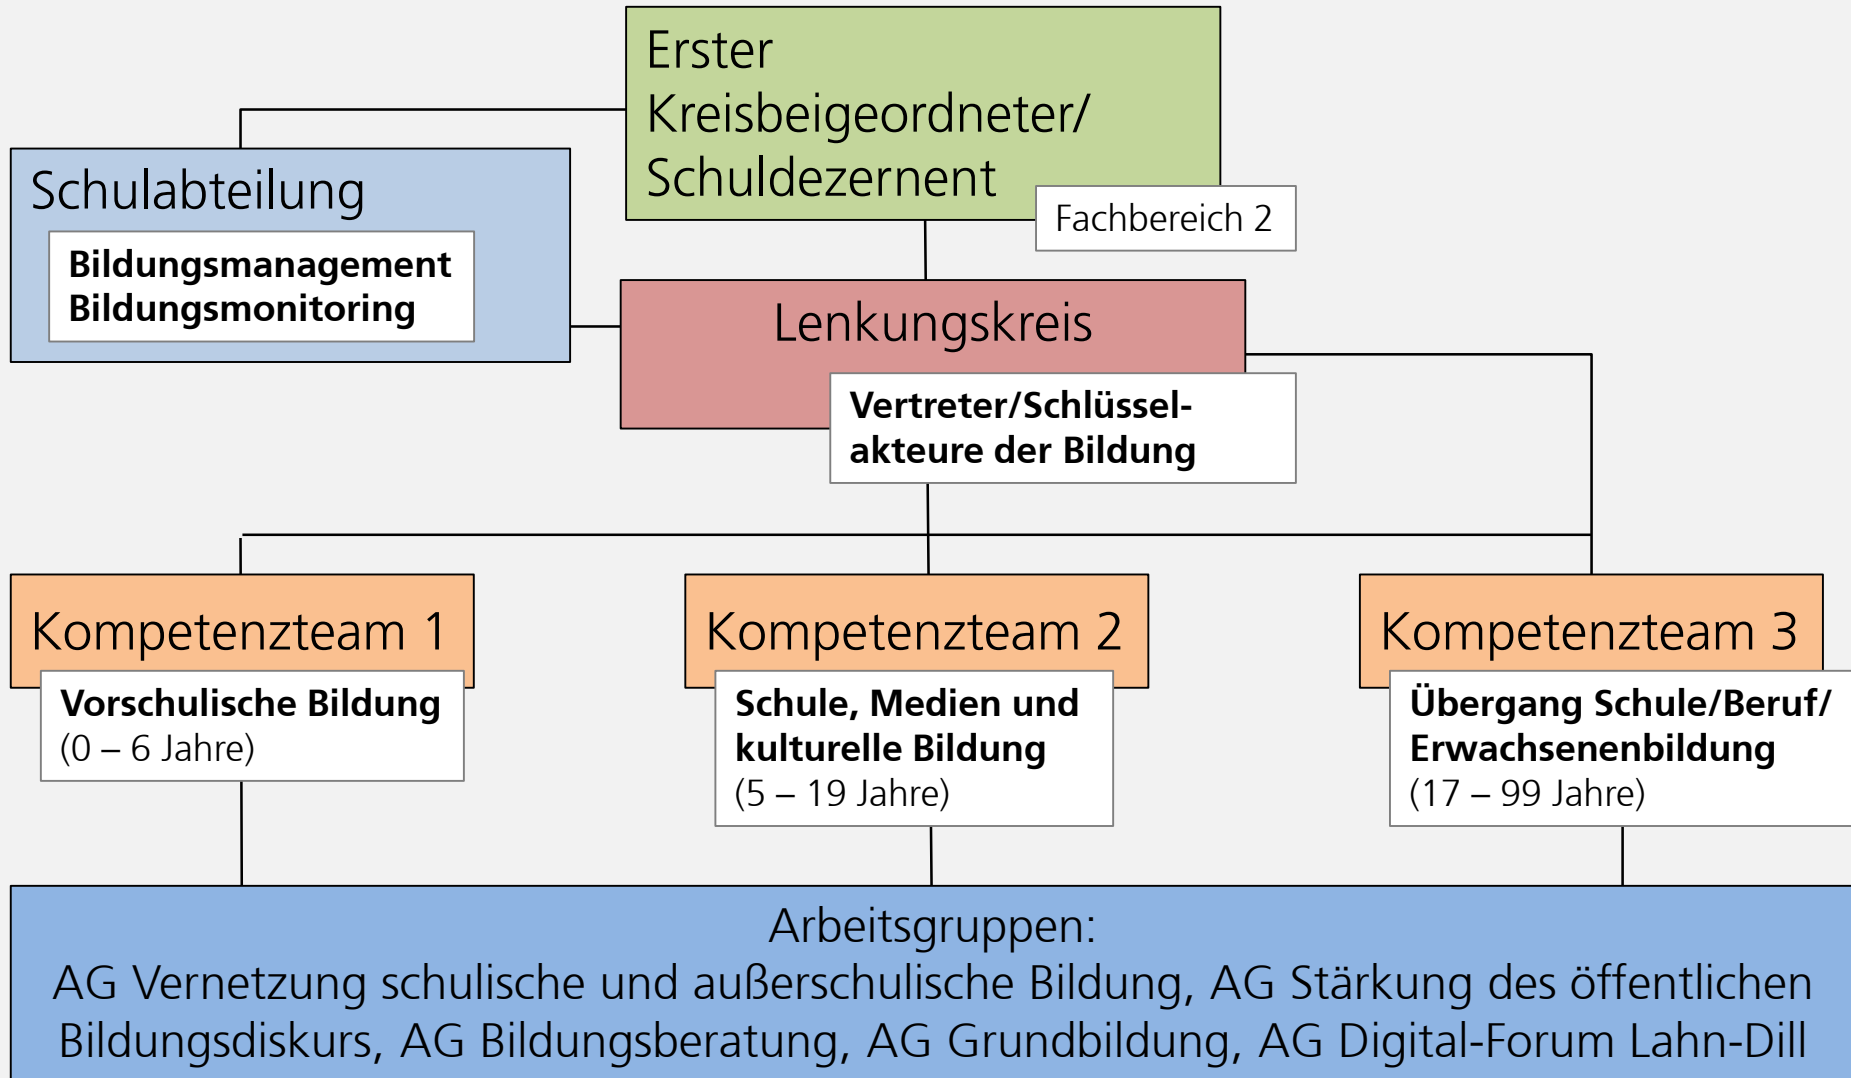 Erster
Kreisbeigeordneter/
Schuldezernent
Fachbereich 2
Schulabteilung
Bildungsmanagement
Bildungsmonitoring
Lenkungskreis
Vertreter/Schlüssel-
akteure der Bildung
Kompetenzteam 1
Vorschulische Bildung
(0 – 6 Jahre)
Kompetenzteam 2
Schule, Medien und
kulturelle Bildung
(5 – 19 Jahre)
Kompetenzteam 3
Übergang Schule/Beruf/
Erwachsenenbildung
(17 – 99 Jahre)
Arbeitsgruppen:
AG Vernetzung schulische und außerschulische Bildung, AG Stärkung des öffentlichen
Bildungsdiskurs, AG Bildungsberatung, AG Grundbildung, AG Digital-Forum Lahn-Dill